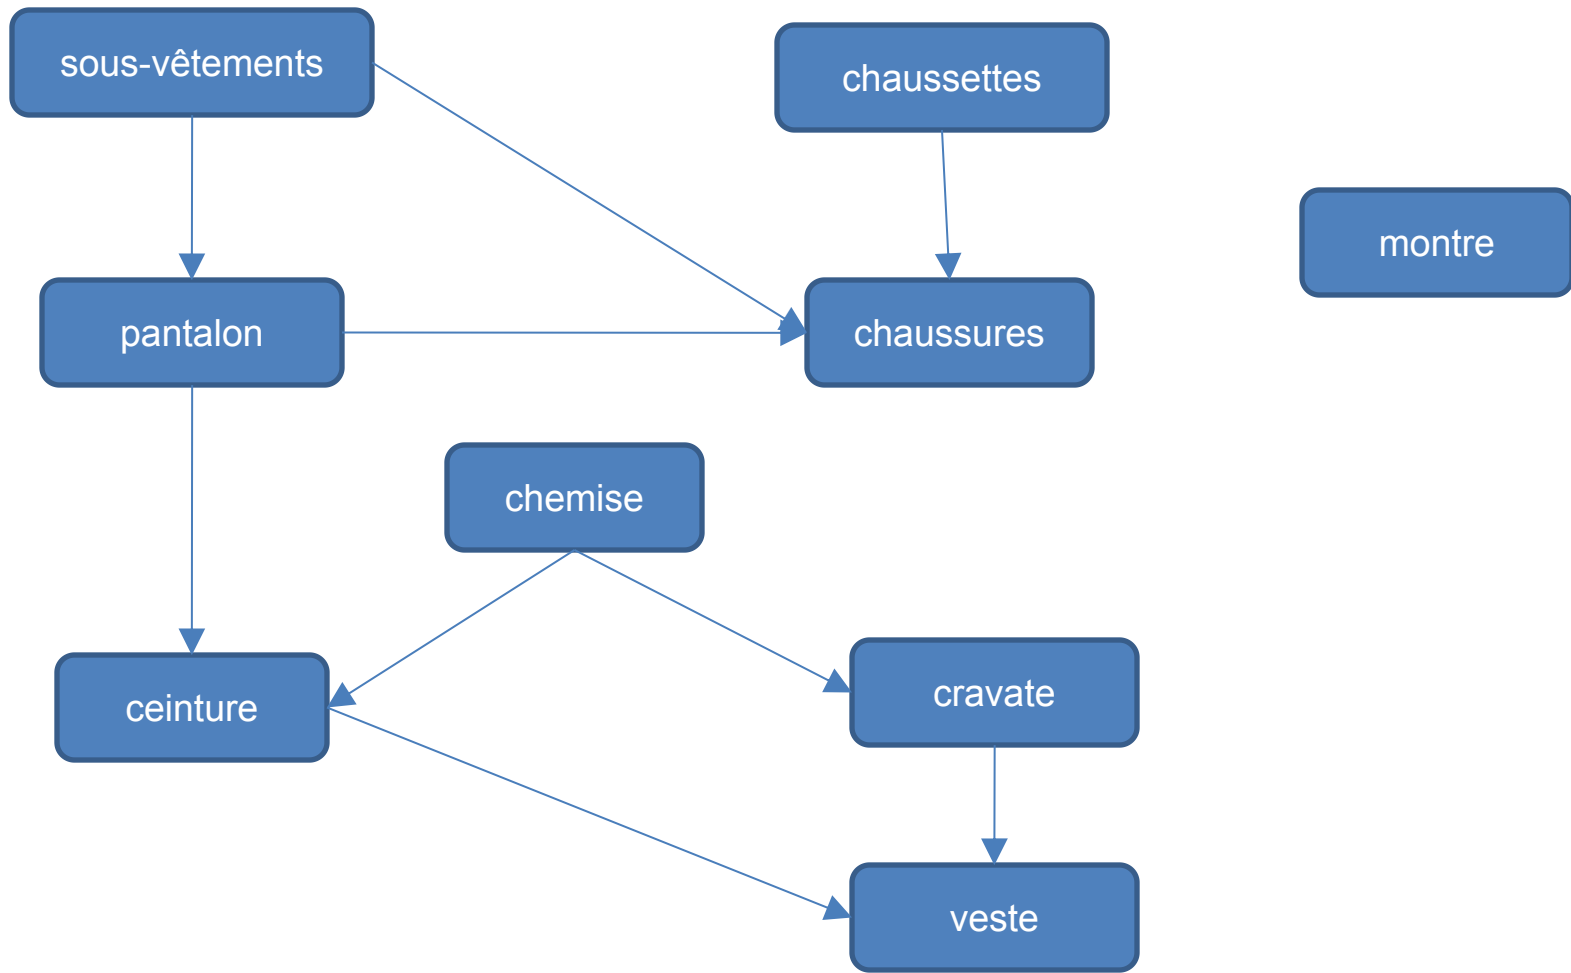 sous-vêtements
chaussettes
montre
pantalon
chaussures
chemise
ceinture
cravate
veste